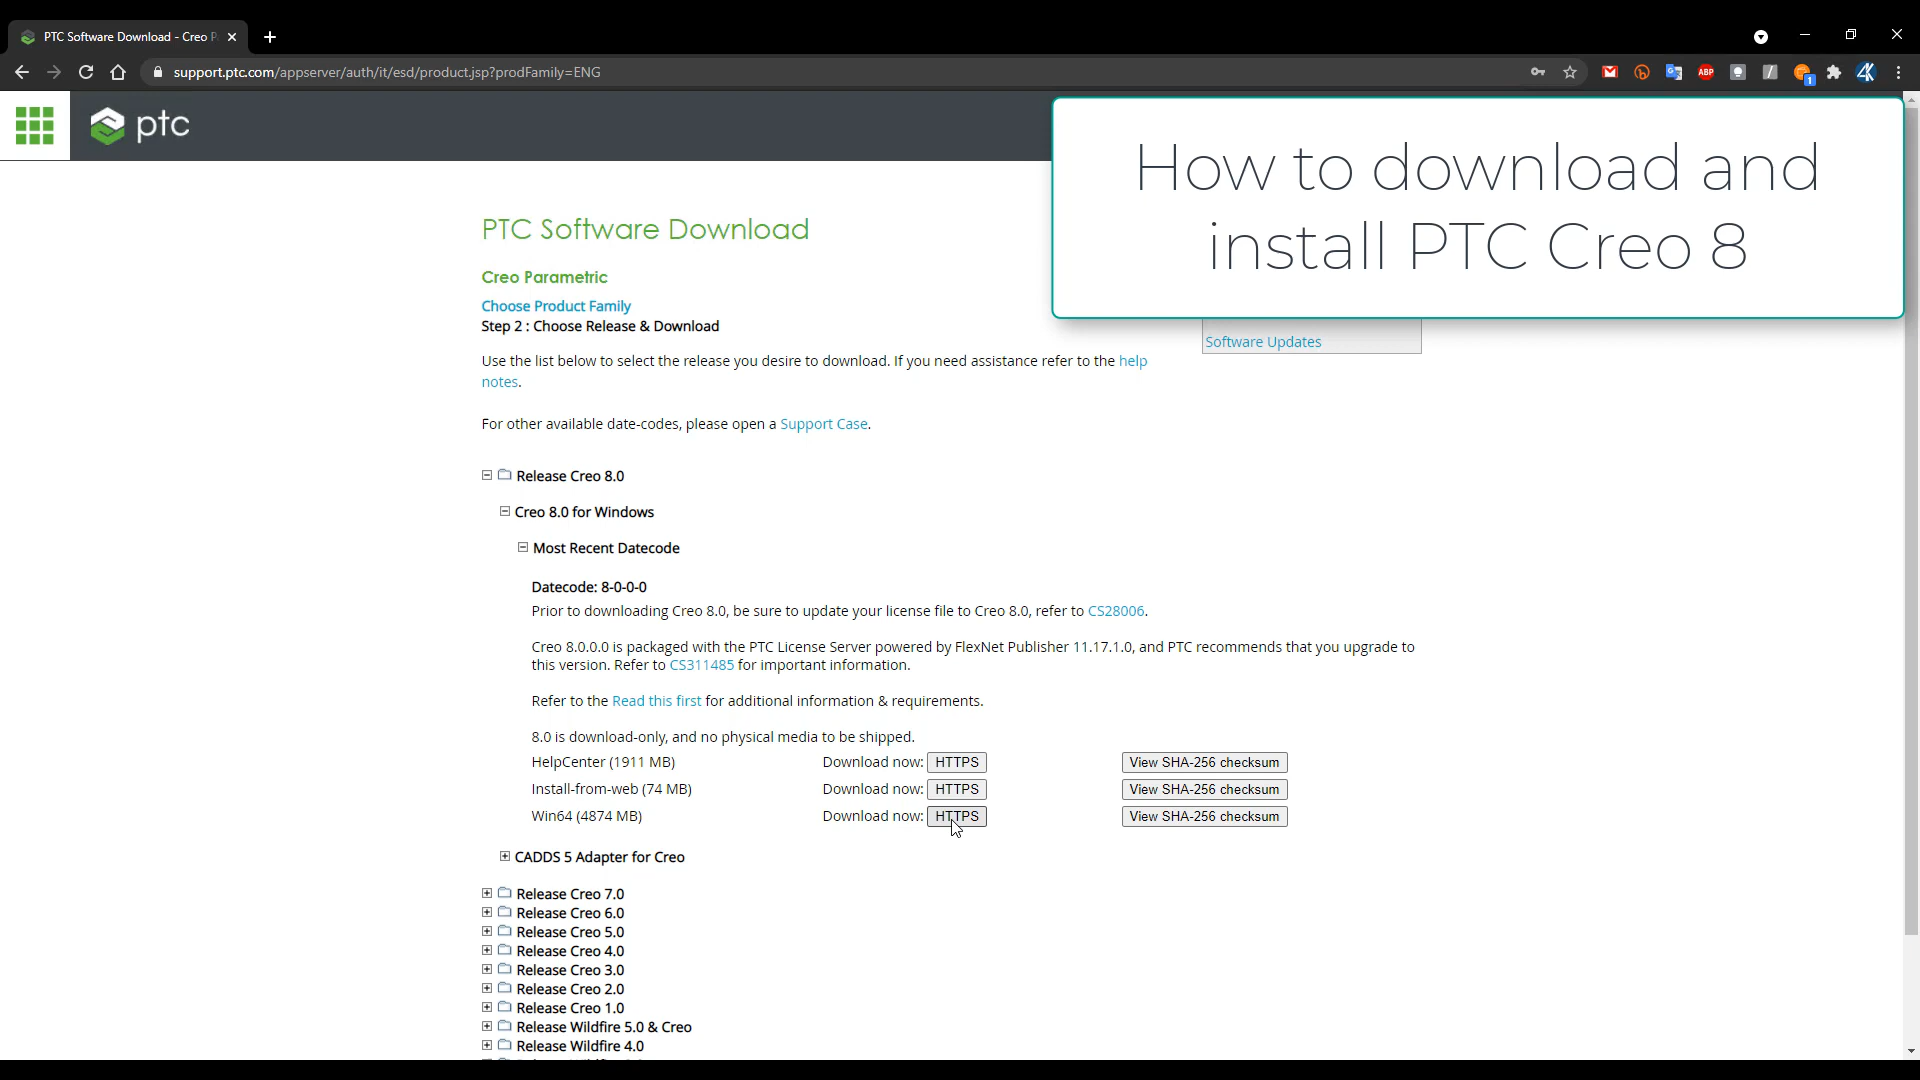 PTC Software Download - Creo P
support.ptc.com/appserver/auth/it/esd/product.jsp?prodFamily=ENG
ABP
1
4K
ptc
How to download and
install PTC Creo 8
PTC Software Download
Creo Parametric
Choose Product Family
Step 2 : Choose Release & Download
Software Updates
Use the list below to select the release you desire to download. If you need assistance refer to the help
notes.
For other available date-codes, please open a Support Case.
Release Creo 8.0
Creo 8.0 for Windows
Most Recent Datecode
Datecode: 8-0-0-0
Prior to downloading Creo 8.0, be sure to update your license file to Creo 8.0, refer to CS28006.
Creo 8.0.0.0 is packaged with the PTC License Server powered by FlexNet Publisher 11.17.1.0, and PTC recommends that you upgrade to
this version. Refer to CS311485 for important information.
Refer to the Read this first for additional information & requirements.
8.0 is download-only, and no physical media to be shipped.
HelpCenter (1911 MB) Download now: HTTPS View SHA-256 checksum
Install-from-web (74 MB) Download now: HTTPS View SHA-256 checksum
Win64 (4874 MB) Download now: HTTPS View SHA-256 checksum
CADDS 5 Adapter for Creo
Release Creo 7.0
Release Creo 6.0
Release Creo 5.0
Release Creo 4.0
Release Creo 3.0
Release Creo 2.0
Release Creo 1.0
Release Wildfire 5.0 & Creo
Release Wildfire 4.0